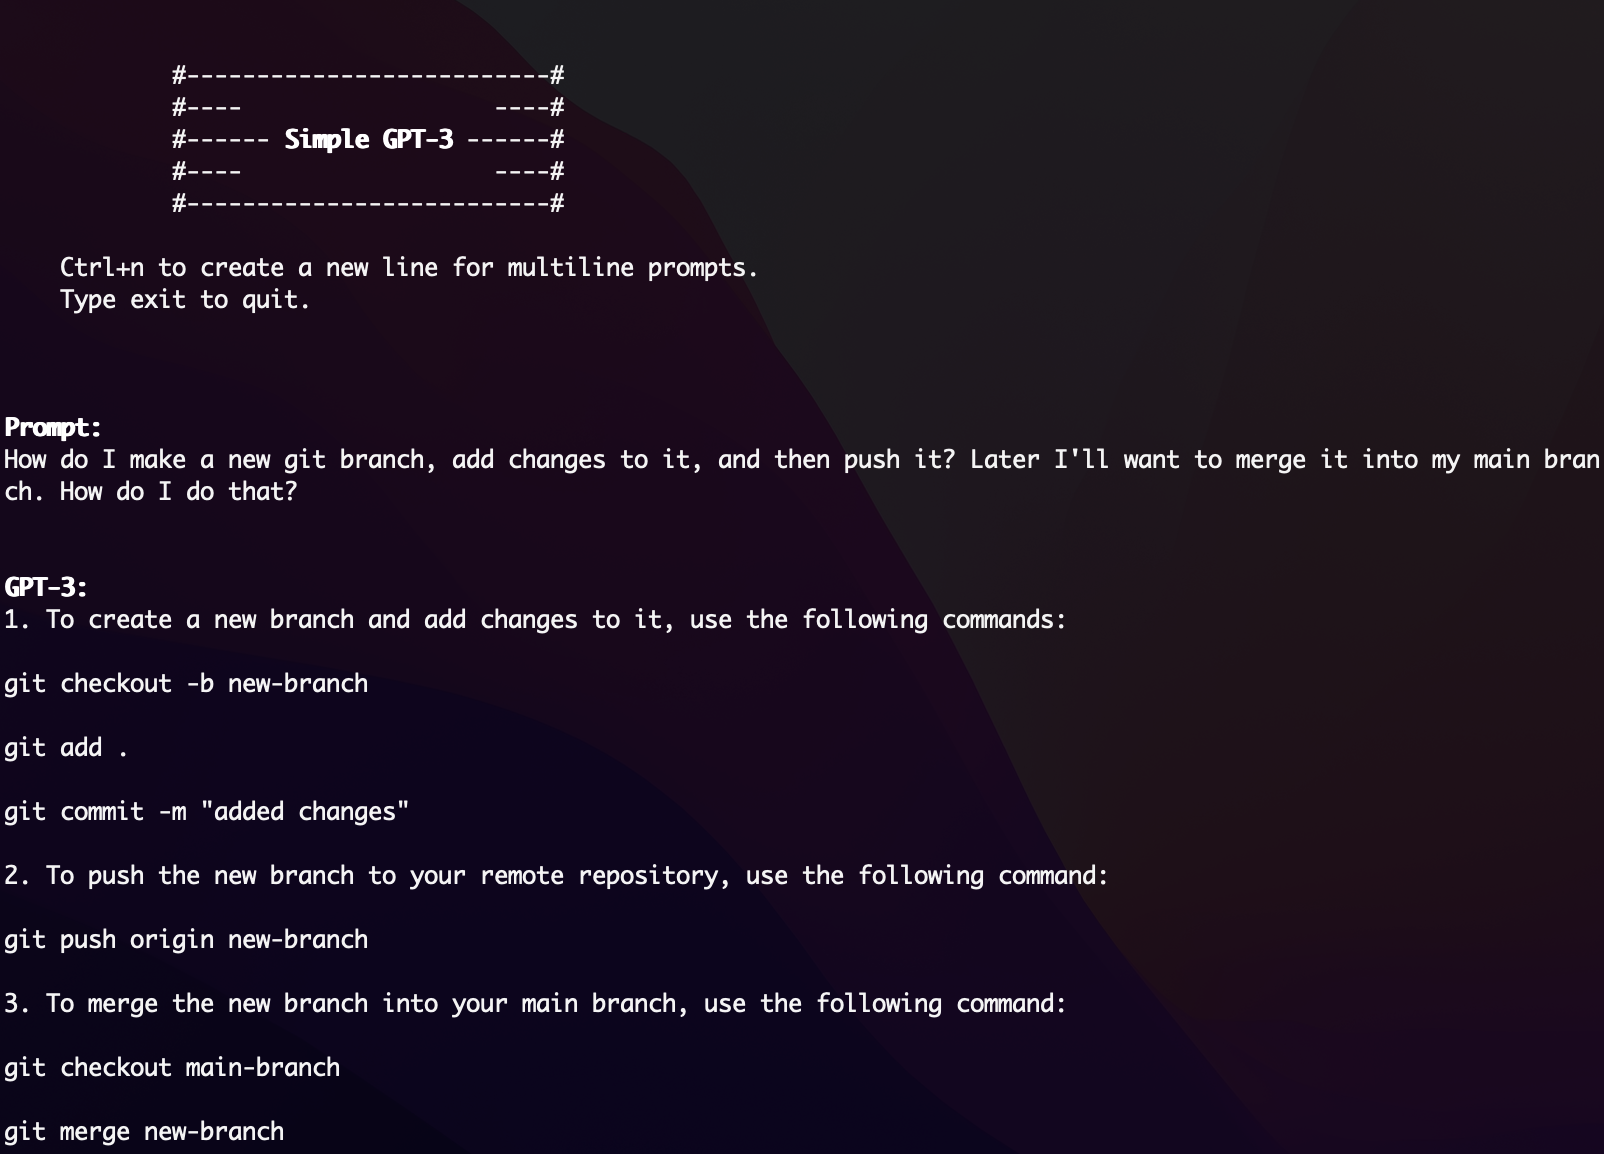 #--------------------------#
#----                  ----#
#------ Simple GPT-3 ------#
#----                  ----#
#--------------------------#
Ctrl+n to create a new line for multiline prompts.
Type exit to quit.
Prompt:
How do I make a new git branch, add changes to it, and then push it? Later I'll want to merge it into my main bran
ch. How do I do that?
GPT-3:
1. To create a new branch and add changes to it, use the following commands:
git checkout -b new-branch
git add .
git commit -m "added changes"
2. To push the new branch to your remote repository, use the following command:
git push origin new-branch
3. To merge the new branch into your main branch, use the following command:
git checkout main-branch
git merge new-branch